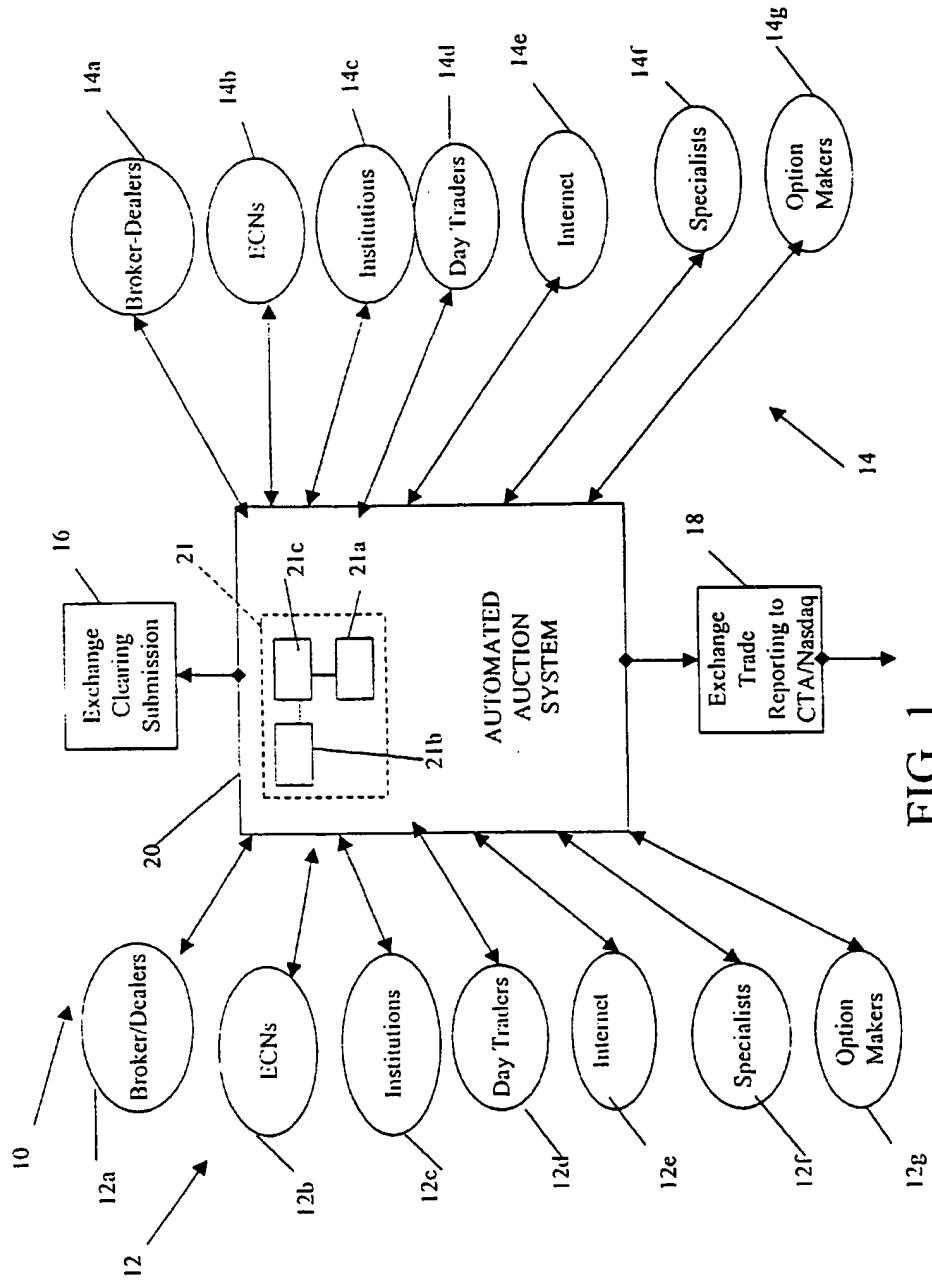 10
12a
Broker/Dealers
12
12b
ECNs
12c
Institutions
12d
Day Traders
12e
Internet
12f
Specialists
12g
Option
Makers
20
16
Exchange
Clearing
Submission
21
21c
21a
21b
AUTOMATED
AUCTION
SYSTEM
18
Exchange
Trade
Reporting to
CTA/Nasdaq
14a
Broker-Dealers
14b
ECNs
14c
Institutions
14d
Day Traders
14e
Internet
14f
Specialists
14g
Option
Makers
14
FIG. 1